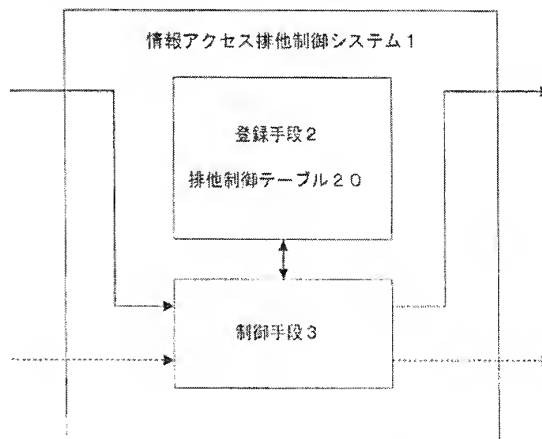 情報アクセス排他制御システム１
登録手段２
排他制御テーブル２０
制御手段３